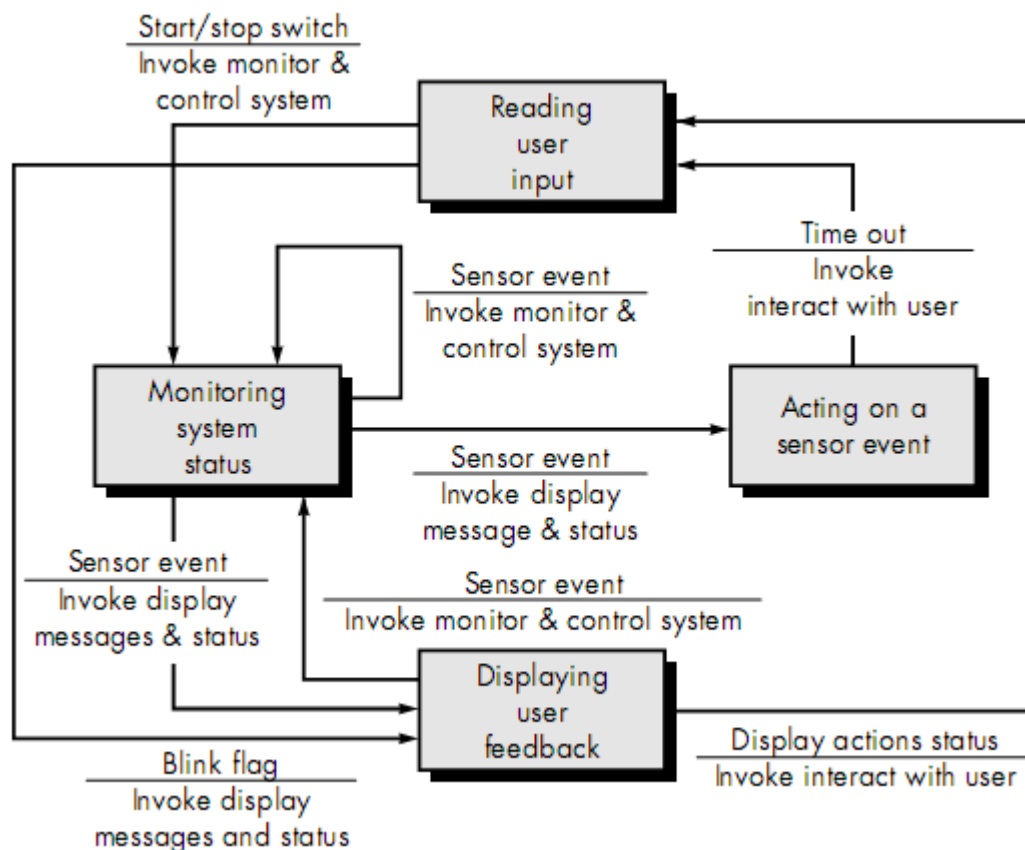 Start/stop switch
Invoke monitor &
control system
Reading
user
input
Time out
Invoke
interact with user
Sensor event
Invoke monitor &
control system
Monitoring
system
status
Acting on a
sensor event
Sensor event
Invoke display
message & status
Sensor event
Invoke display
messages & status
Sensor event
Invoke monitor & control system
Displaying
user
feedback
Display actions status
Invoke interact with user
Blink flag
Invoke display
messages and status